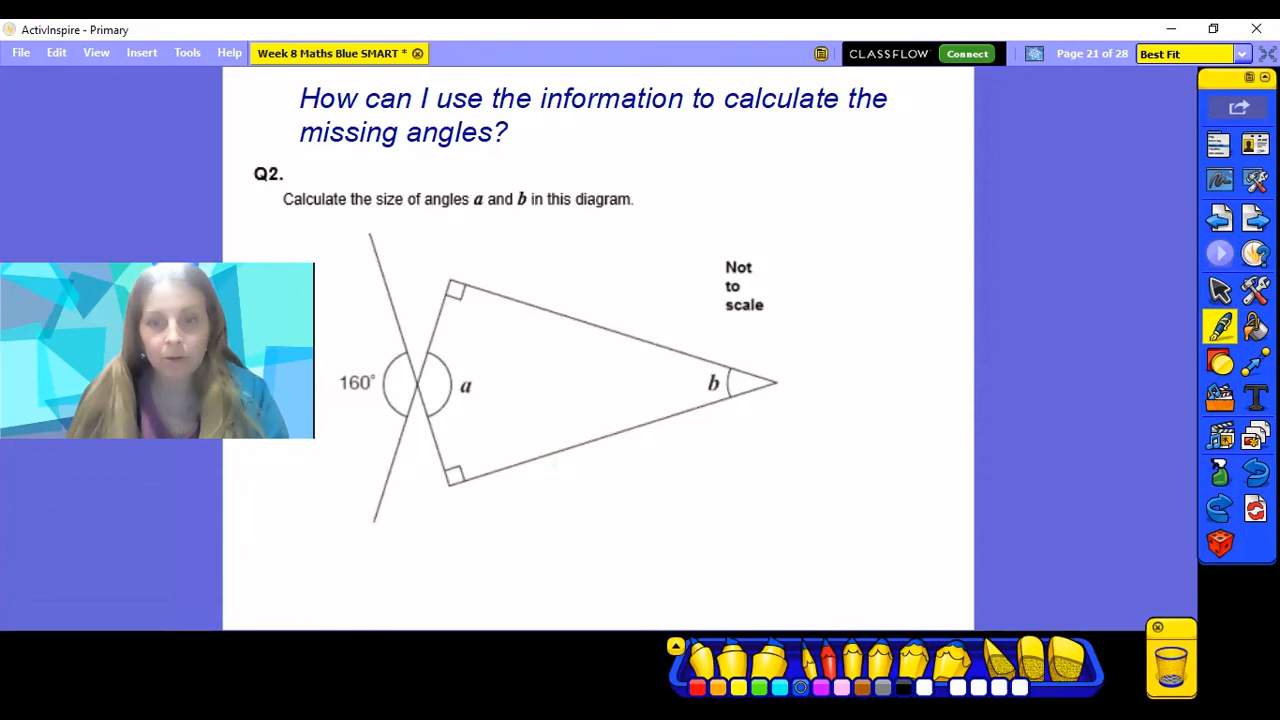 ActivInspire - Primary
File Edit View Insert Tools Help Week 8 Maths Blue SMART * CLASSFLOW Connect Page 21 of 28 Best Fit
How can I use the information to calculate the
missing angles?
Q2.
Calculate the size of angles a and b in this diagram.
Not
to
scale
160° a b